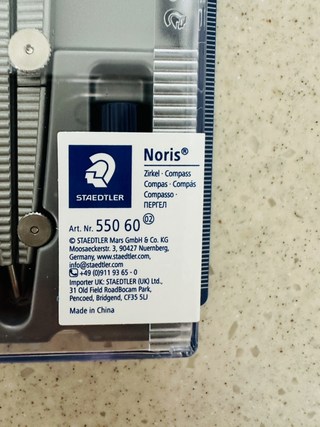 STAEDTLER
Noris®
Zirkel · Compass
Compas · Compás
Compasso ·
ΠΕΡΓΕΛ
Art. Nr. 550 60 02
© STAEDTLER Mars GmbH & Co. KG
Moosaeckerstr. 3, 90427 Nuernberg,
Germany, www.staedtler.com,
info@staedtler.com
+49 (0)911 93 65 - 0
Importer UK: STAEDTLER (UK) Ltd.,
31 Old Field RoadBocam Park,
Pencoed, Bridgend, CF35 5LJ
Made in China